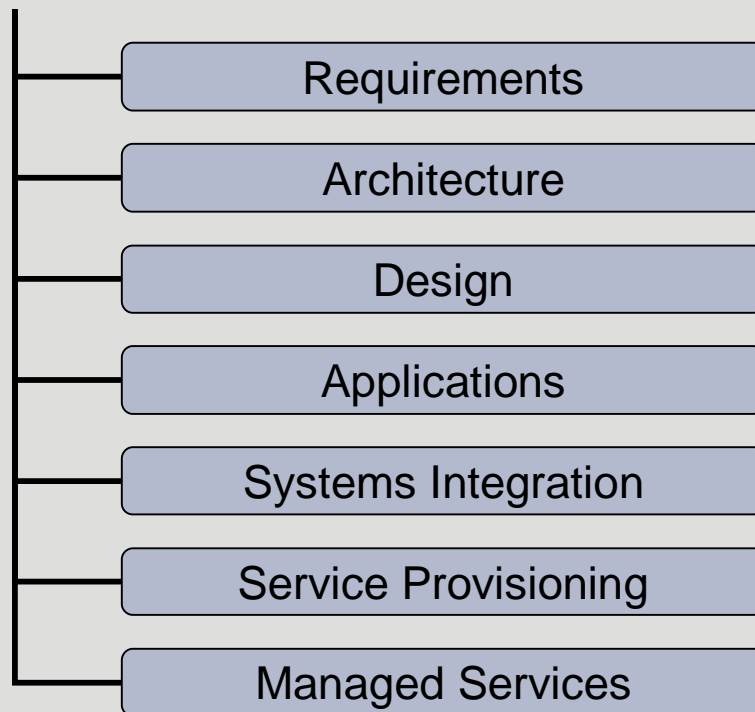 Requirements
Architecture
Design
Applications
Systems Integration
Service Provisioning
Managed Services